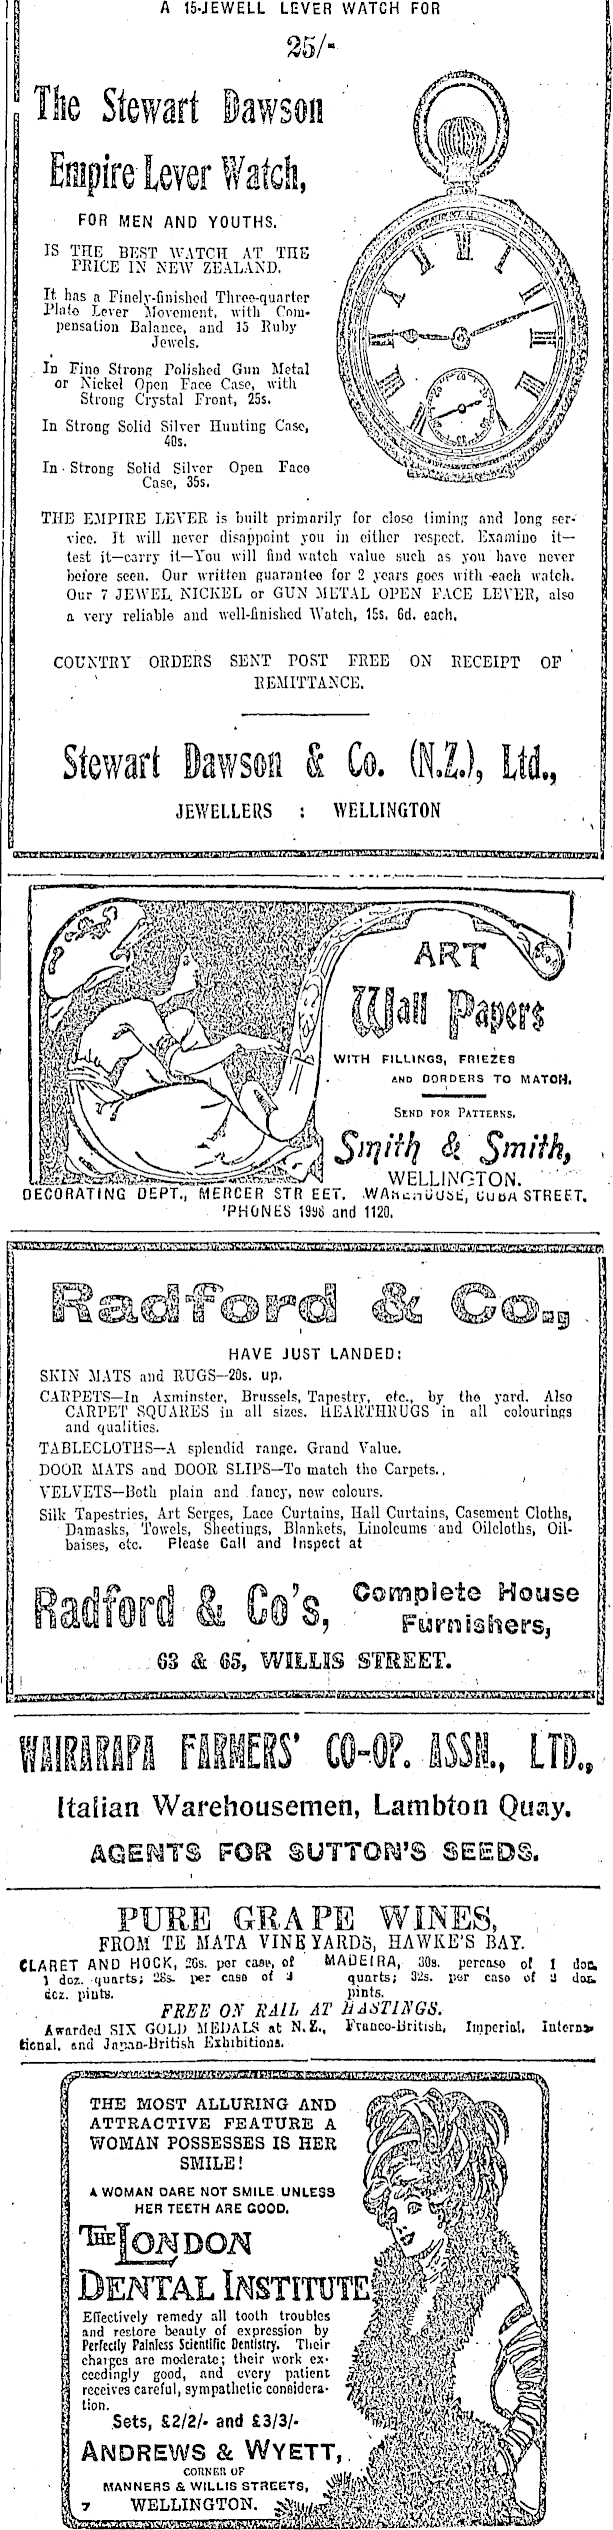 A 15-JEWELL LEVER WATCH FOR
25/-
The Stewart Dawson
Empire Lever Watch,
FOR MEN AND YOUTHS.
IS THE BEST WATCH AT THE
PRICE IN NEW ZEALAND.
It has a Finely-finished Three-quarter
Plate Lever Movement, with Com-
pensation Balance, and 15 Ruby
Jewels.
In Fine Strong Polished Gun Metal
or Nickel Open Face Case, with
Strong Crystal Front, 25s.
In Strong Solid Silver Hunting Case,
40s.
In Strong Solid Silver Open Face
Case, 35s.
THE EMPIRE LEVER is built primarily for close timing and long ser-
vice. It will never disappoint you in either respect. Examine it—
test it—carry it—You will find watch value such as you have never
before seen. Our written guarantee for 2 years goes with each watch.
Our 7 JEWEL NICKEL or GUN METAL OPEN FACE LEVER, also
a very reliable and well-finished Watch, 15s. 6d. each.
COUNTRY ORDERS SENT POST FREE ON RECEIPT OF
REMITTANCE.
Stewart Dawson & Co. (N.Z.), Ltd.,
JEWELLERS : WELLINGTON
ART
Wall Papers
WITH FILLINGS, FRIEZES
AND BORDERS TO MATCH.
SEND FOR PATTERNS.
Smith & Smith,
WELLINGTON.
DECORATING DEPT., MERCER STR EET. WAREHOUSE, CUBA STREET.
'PHONES 1998 and 1120.
Radford & Co.,
HAVE JUST LANDED:
SKIN MATS and RUGS—20s. up.
CARPETS—In Axminster, Brussels, Tapestry, etc., by the yard. Also
CARPET SQUARES in all sizes. HEARTHRUGS in all colourings
and qualities.
TABLECLOTHS—A splendid range. Grand Value.
DOOR MATS and DOOR SLIPS—To match the Carpets.
VELVETS—Both plain and fancy, new colours.
Silk Tapestries, Art Serges, Lace Curtains, Hall Curtains, Casement Cloths,
Damasks, Towels, Sheetings, Blankets, Linoleums and Oilcloths, Oil-
baises, etc. Please Call and Inspect at
Radford & Co's, Complete House
Furnishers,
63 & 65, WILLIS STREET.
WAIRARAPA FARMERS' CO-OP. ASSN., LTD.,
Italian Warehousemen, Lambton Quay.
AGENTS FOR SUTTON'S SEEDS.
PURE GRAPE WINES,
FROM TE MATA VINEYARDS, HAWKE'S BAY.
CLARET AND HOCK, 26s. per case, of
1 doz. quarts; 28s. per case of 2
doz. pints.
MADEIRA, 30s. percase of 1 doz.
quarts; 32s. per case of 2 doz.
pints.
FREE ON RAIL AT HASTINGS.
Awarded SIX GOLD MEDALS at N.Z., Franco-British, Imperial, Interna-
tional, and Japan-British Exhibitions.
THE MOST ALLURING AND
ATTRACTIVE FEATURE A
WOMAN POSSESSES IS HER
SMILE!
A WOMAN DARE NOT SMILE UNLESS
HER TEETH ARE GOOD.
THE LONDON
DENTAL INSTITUTE
Effectively remedy all tooth troubles
and restore beauty of expression by
Perfectly Painless Scientific Dentistry. Their
charges are moderate; their work ex-
ceedingly good, and every patient
receives careful, sympathetic considera-
tion.
Sets, £2/2/- and £3/3/-
ANDREWS & WYETT,
CORNER OF
MANNERS & WILLIS STREETS,
7 WELLINGTON.